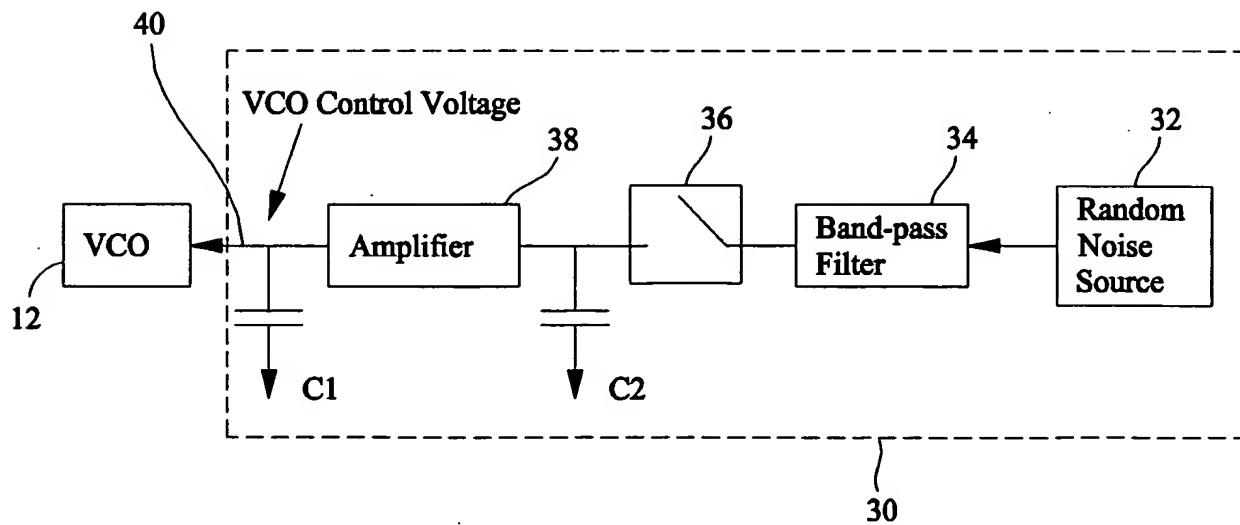 40
VCO Control Voltage
38
36
34
32
VCO
Amplifier
Band-pass
Filter
Random
Noise
Source
12
C1
C2
30